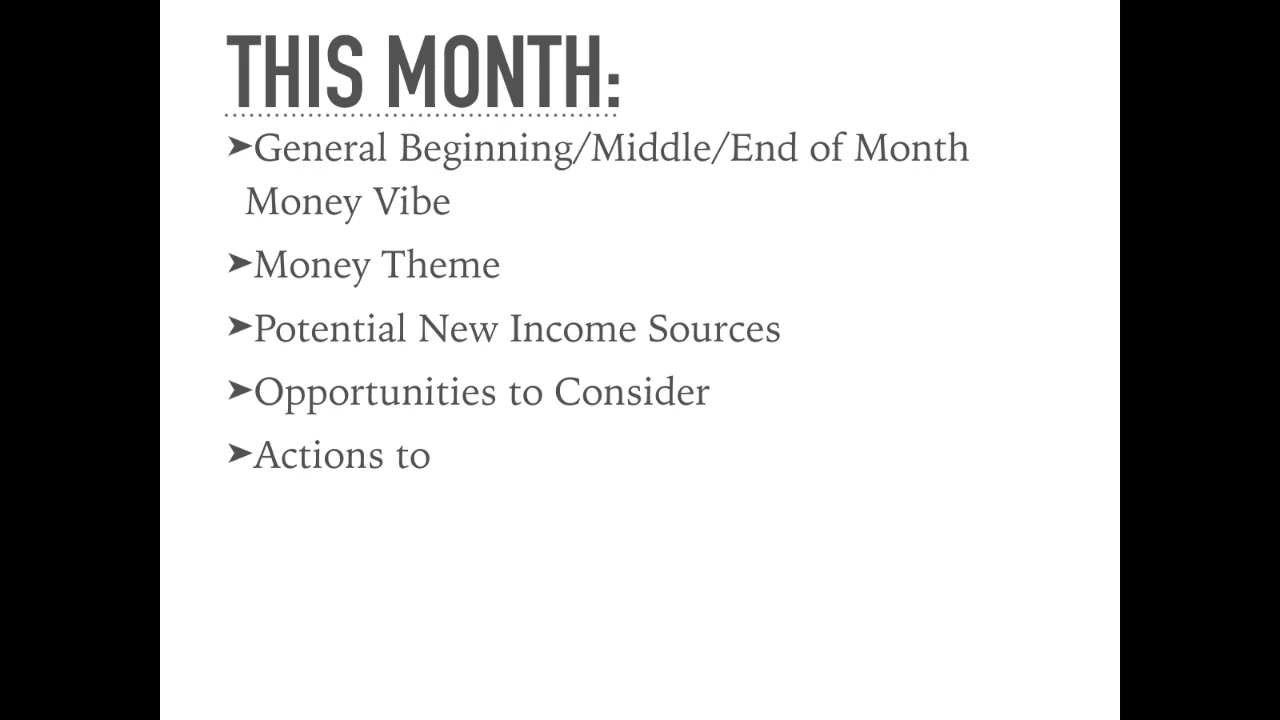 THIS MONTH:
➤General Beginning/Middle/End of Month
Money Vibe
➤Money Theme
➤Potential New Income Sources
➤Opportunities to Consider
➤Actions to